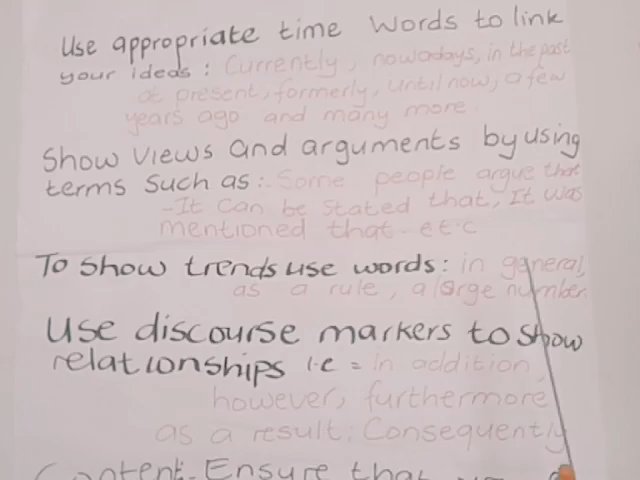 Use appropriate time words to link
your ideas: Currently, nowadays, in the past
at present, formerly, until now, a few
years ago and many more.
Show views and arguments by using
terms such as: Some people argue that
-It can be stated that, It was
mentioned that - etc
To show trends use words: in general,
as a rule, a large number.
Use discourse markers to show
relationships i.e = in addition,
however, furthermore
as a result, Consequently
Content. Ensure that